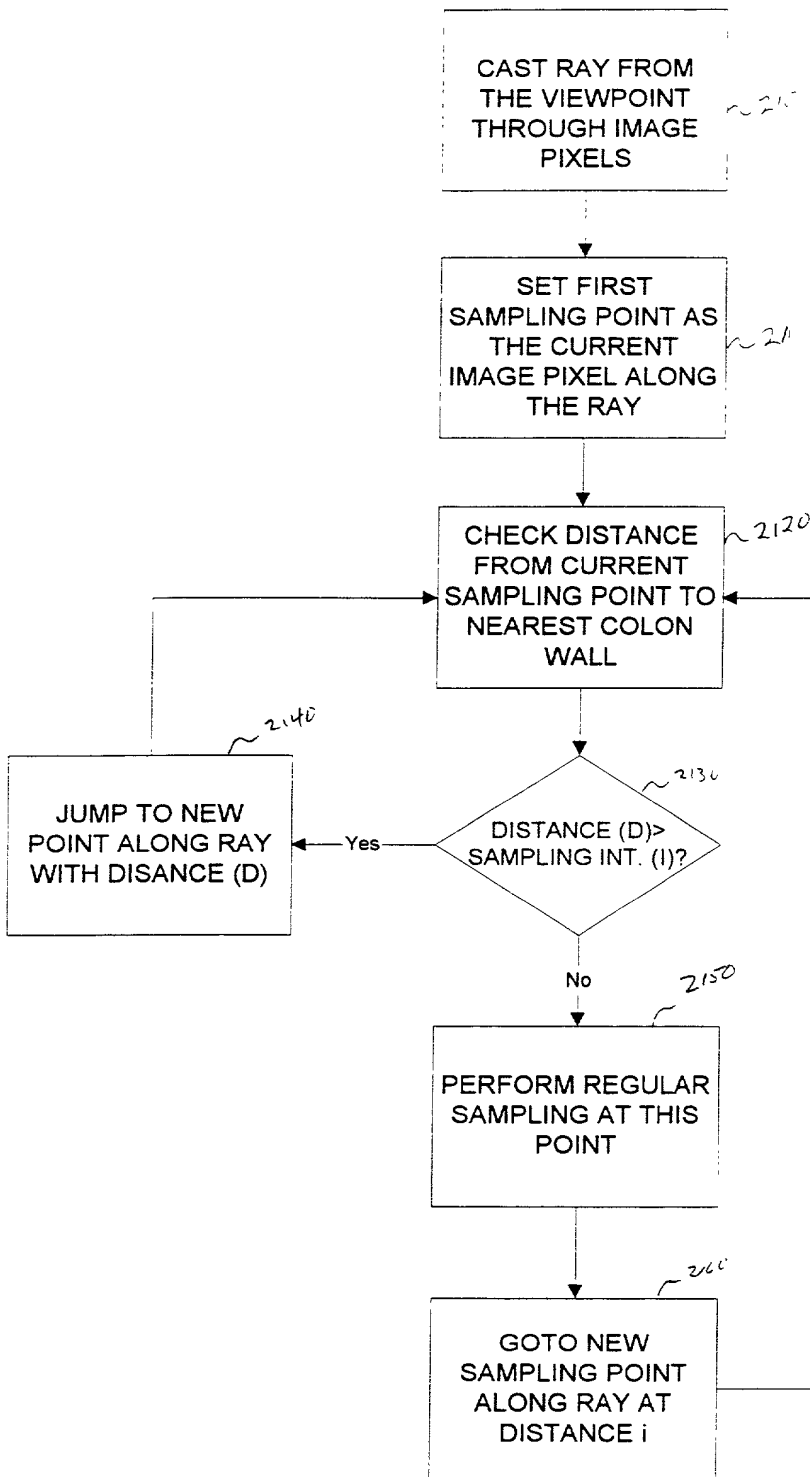 CAST RAY FROM
THE VIEWPOINT
THROUGH IMAGE
PIXELS
SET FIRST
SAMPLING POINT AS
THE CURRENT
IMAGE PIXEL ALONG
THE RAY
CHECK DISTANCE
FROM CURRENT
SAMPLING POINT TO
NEAREST COLON
WALL
2120
2140
JUMP TO NEW
POINT ALONG RAY
WITH DISANCE (D)
Yes
2130
DISTANCE (D)>
SAMPLING INT. (I)?
No
2150
PERFORM REGULAR
SAMPLING AT THIS
POINT
GOTO NEW
SAMPLING POINT
ALONG RAY AT
DISTANCE i